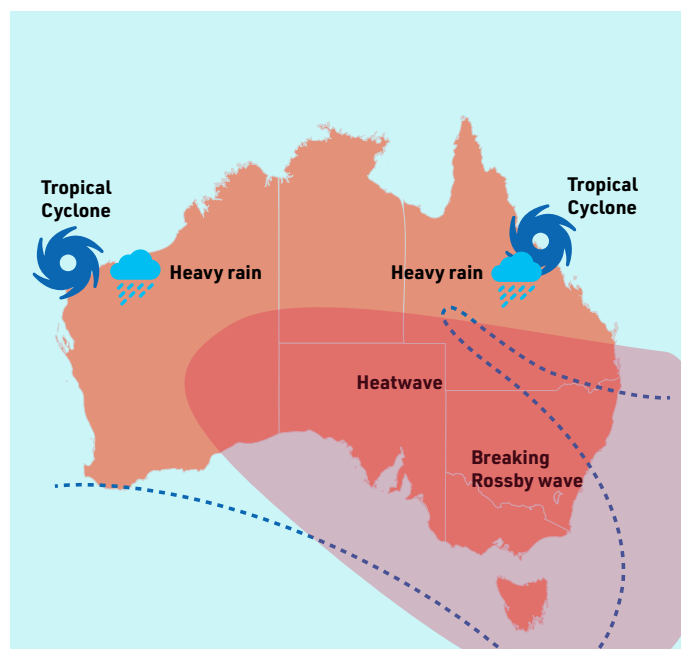 Tropical
Cyclone
Tropical
Cyclone
Heavy rain
Heavy rain
Heatwave
Breaking
Rossby wave